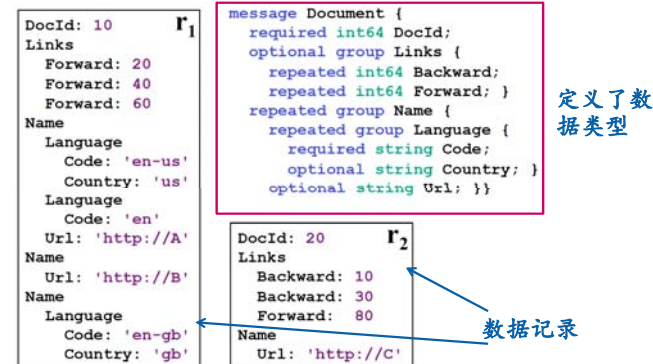 DocId: 10 r1
Links
Forward: 20
Forward: 40
Forward: 60
Name
Language
Code: 'en-us'
Country: 'us'
Language
Code: 'en'
Url: 'http://A'
Name
Url: 'http://B'
Name
Language
Code: 'en-gb'
Country: 'gb'
message Document {
required int64 DocId;
optional group Links {
repeated int64 Backward;
repeated int64 Forward; }
repeated group Name {
repeated group Language {
required string Code;
optional string Country; }
optional string Url; }}
定义了数
据类型
DocId: 20 r2
Links
Backward: 10
Backward: 30
Forward: 80
Name
Url: 'http://C'
数据记录